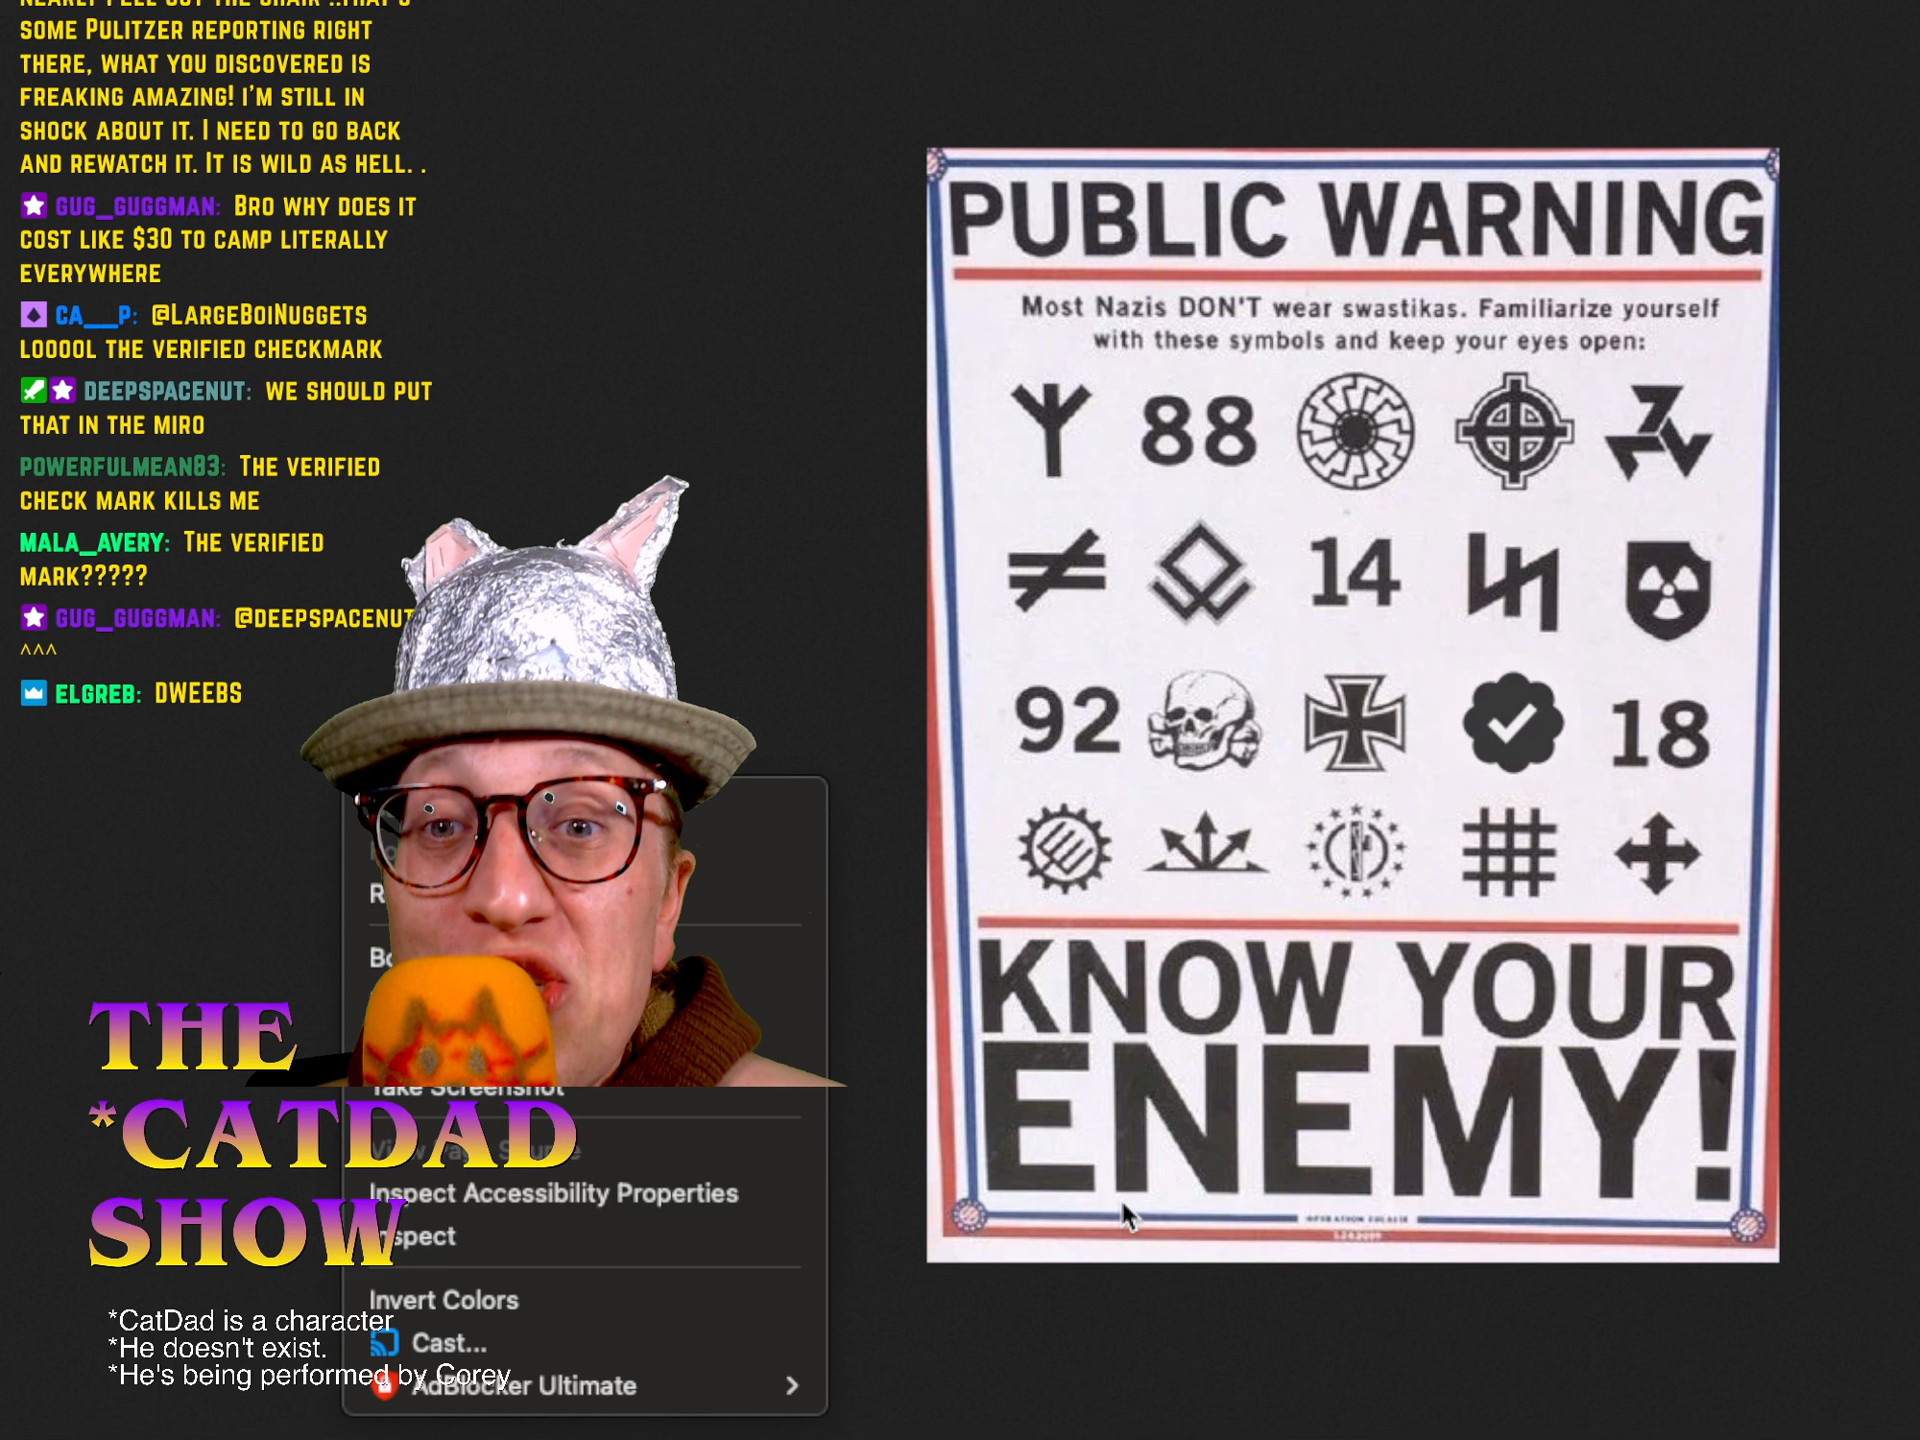 SOME PULITZER REPORTING RIGHT
THERE, WHAT YOU DISCOVERED IS
FREAKING AMAZING! I'M STILL IN
SHOCK ABOUT IT. I NEED TO GO BACK
AND REWATCH IT. IT IS WILD AS HELL. .
GUG_GUGGMAN: BRO WHY DOES IT
COST LIKE $30 TO CAMP LITERALLY
EVERYWHERE
CA__P: @LARGEBOINUGGETS
LOOOOL THE VERIFIED CHECKMARK
DEEPSPACENUT: WE SHOULD PUT
THAT IN THE MIRO
POWERFULMEAN83: THE VERIFIED
CHECK MARK KILLS ME
MALA_AVERY: THE VERIFIED
MARK?????
GUG_GUGGMAN: @DEEPSPACENUT
^^^
ELGREB: DWEEBS
THE
*CATDAD
SHOW
*CatDad is a character
*He doesn't exist.
*He's being performed by Corey
Take Screenshot
Inspect Accessibility Properties
Inspect
Invert Colors
Cast...
AdBlocker Ultimate
PUBLIC WARNING
Most Nazis DON'T wear swastikas. Familiarize yourself
with these symbols and keep your eyes open:
88
14
92
18
KNOW YOUR
ENEMY!